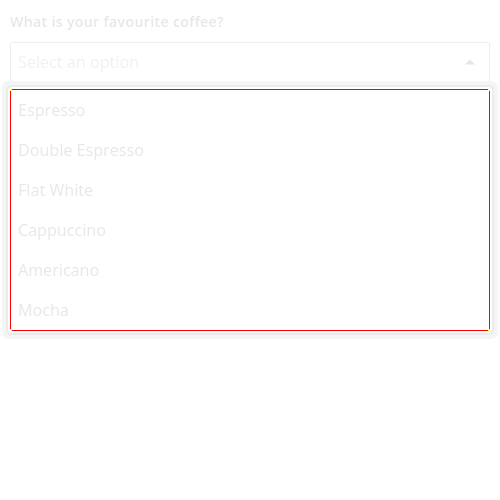 What is your favourite coffee?
Select an option
Espresso
Double Espresso
Flat White
Cappuccino
Americano
Mocha